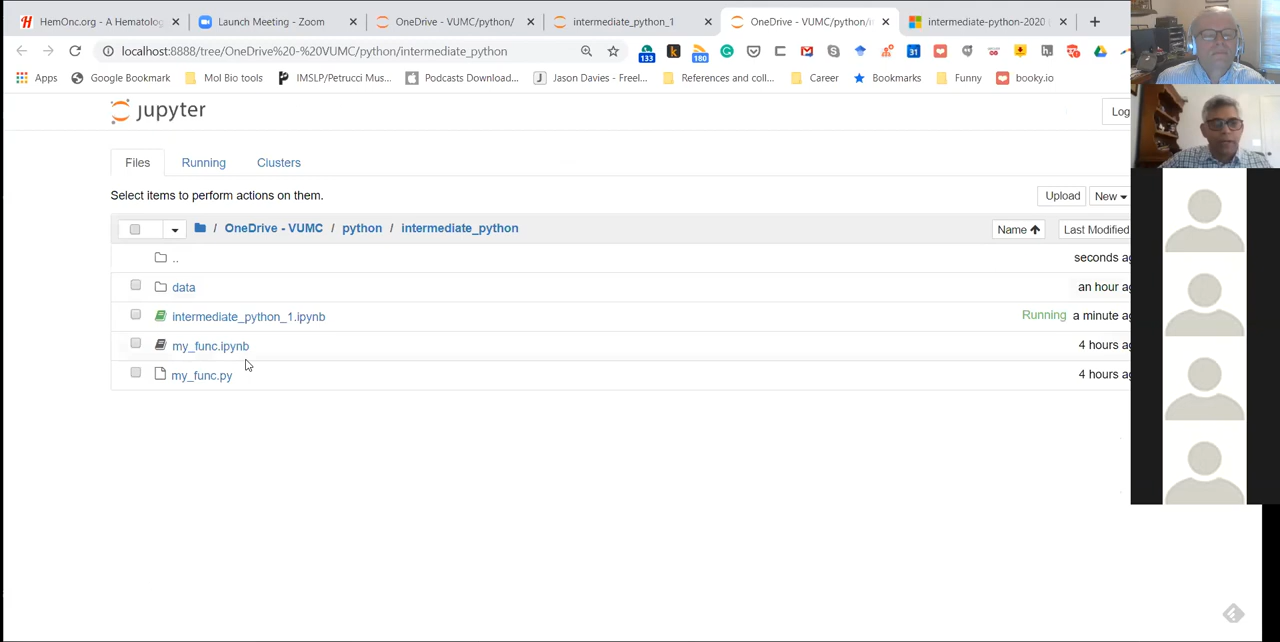 HemOnc.org - A Hematolog
Launch Meeting - Zoom
OneDrive - VUMC/python/
intermediate_python_1
OneDrive - VUMC/python/i
intermediate-python-2020
localhost:8888/tree/OneDrive%20-%20VUMC/python/intermediate_python
133
180
31
Apps
Google Bookmark
Mol Bio tools
IMSLP/Petrucci Mus...
Podcasts Download...
Jason Davies - Freel...
References and coll...
Career
Bookmarks
Funny
booky.io
jupyter
Log
Files
Running
Clusters
Select items to perform actions on them.
Upload
New
/ OneDrive - VUMC / python / intermediate_python
Name
Last Modified
..
seconds ag
data
an hour ag
intermediate_python_1.ipynb
Running
a minute ag
my_func.ipynb
4 hours ag
my_func.py
4 hours ag